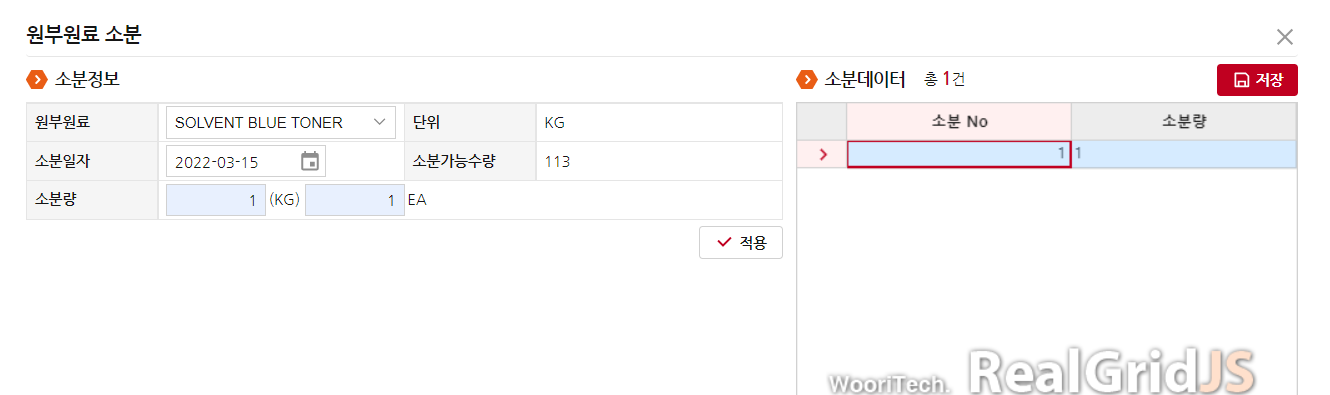 원부원료 소분
소분정보
원부원료 SOLVENT BLUE TONER 단위 KG
소분일자 2022-03-15 소분가능수량 113
소분량 1 (KG) 1 EA
적용
소분데이터 총 1건 저장
소분 No 소분량
1 1
WooriTech. RealGridJS